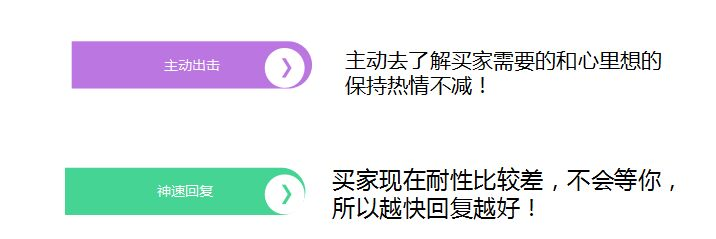 主动出击
主动去了解买家需要的和心里想的
保持热情不减！
神速回复
买家现在耐性比较差，不会等你，
所以越快回复越好！